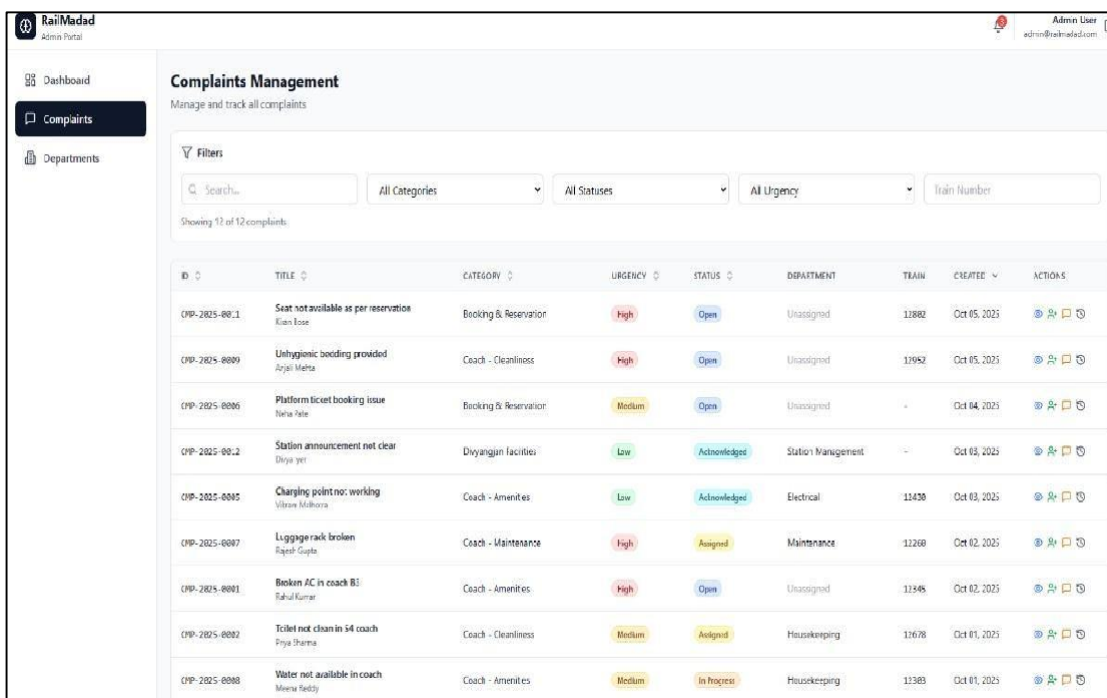 RailMadad
Admin Portal
Admin User
admin@railmadad.com
Dashboard
Complaints
Departments
Complaints Management
Manage and track all complaints
Filters
Search...
All Categories
All Statuses
All Urgency
Train Number
Showing 12 of 12 complaints
ID TITLE CATEGORY URGENCY STATUS DEPARTMENT TRAIN CREATED ACTIONS
CMP-2025-0011 Seat not available as per reservation Booking & Reservation High Open Unassigned 12802 Oct 05, 2025
Kiran Bose
CMP-2025-0009 Unhygienic bedding provided Coach - Cleanliness High Open Unassigned 12952 Oct 05, 2025
Anjali Mehta
CMP-2025-0006 Platform ticket booking issue Booking & Reservation Medium Open Unassigned - Oct 04, 2025
Neha
CMP-2025-0012 Station announcement not clear Divyangjan Facilities Low Acknowledged Station Management - Oct 03, 2025
Divya
CMP-2025-0005 Charging point not working Coach - Amenities Low Acknowledged Electrical Oct 03, 2025
Vikram Malhotra
CMP-2025-0007 Luggage rack broken Coach - Maintenance High Assigned Maintenance 12260 Oct 02, 2025
Rajesh Gupta
CMP-2025-0001 Broken AC in coach B3 Coach - Amenities High Open Unassigned 12345 Oct 02, 2025
Rahul Kumar
CMP-2025-0002 Toilet not clean in S4 coach Coach - Cleanliness Medium Assigned Housekeeping 12678 Oct 01, 2025
Priya Sharma
CMP-2025-0008 Water not available in coach Coach - Amenities Medium In Progress Housekeeping 12303 Oct 01, 2025
Meena Reddy